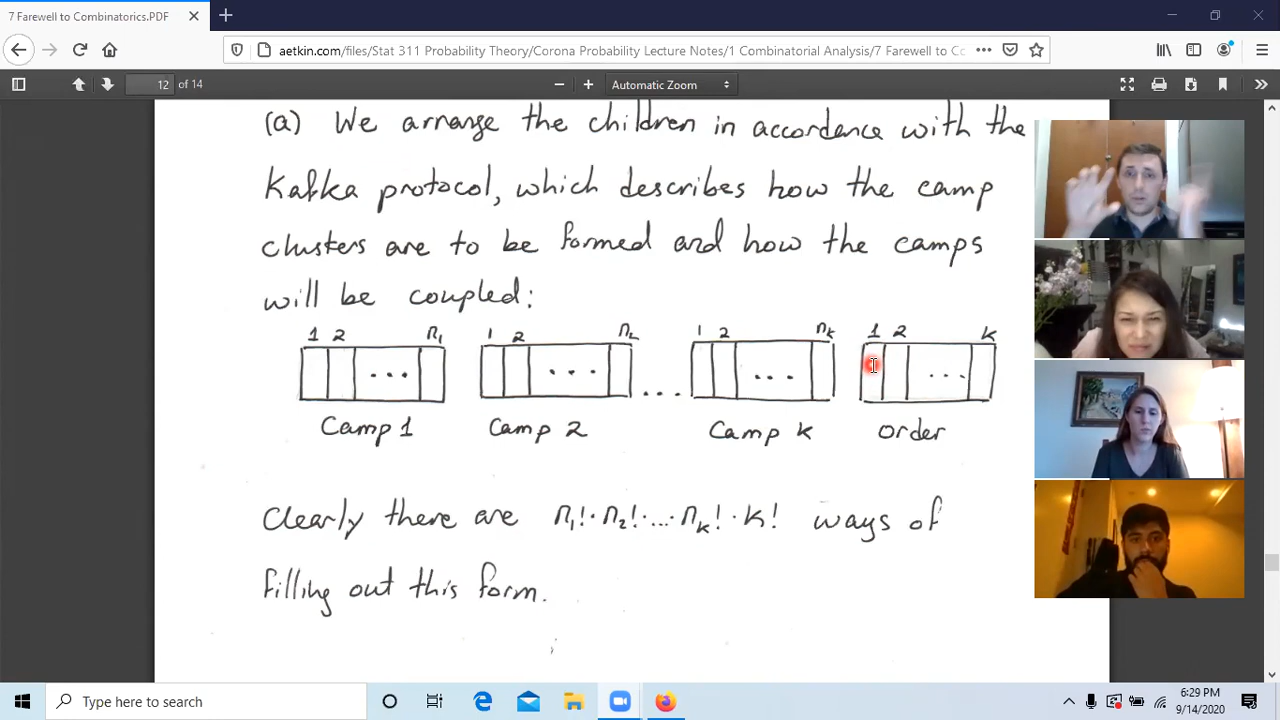 7 Farewell to Combinatorics.PDF
aetkin.com/files/Stat 311 Probability Theory/Corona Probability Lecture Notes/1 Combinatorial Analysis/7 Farewell to Co
12 of 14
Automatic Zoom
(a) We arrange the children in accordance with the
Kafka protocol, which describes how the camp
clusters are to be formed and how the camps
will be coupled:
1 2 n₁ 1 2 n₂ 1 2 nₖ 1 2 k
... ... ... ... ...
Camp 1 Camp 2 Camp k Order
Clearly there are n₁! · n₂! · ... · nₖ! · k! ways of
filling out this form.
Type here to search
6:29 PM
9/14/2020